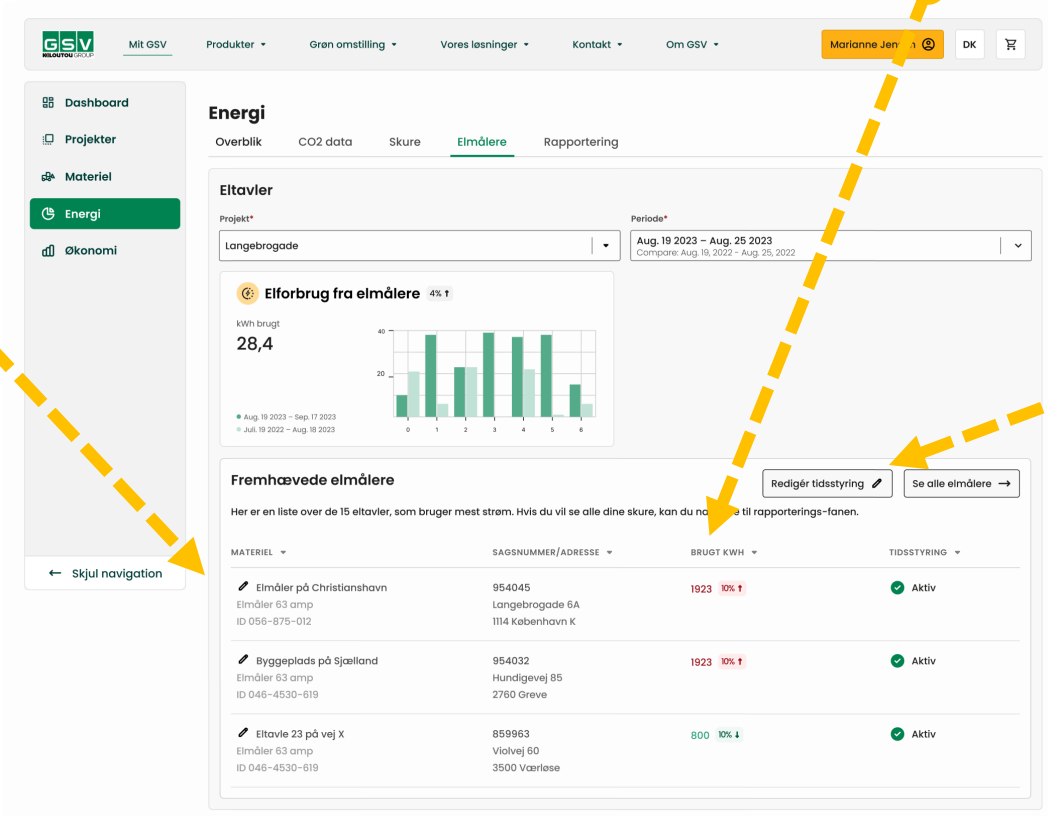 GSV
KILOUTOU GROUP
Mit GSV
Produkter
Grøn omstilling
Vores løsninger
Kontakt
Om GSV
Marianne
DK
Dashboard
Projekter
Materiel
Energi
Økonomi
Skjul navigation
Energi
Overblik
CO2 data
Skure
Elmålere
Rapportering
Eltavler
Projekt*
Langebrogade
Periode*
Aug. 19 2023 – Aug. 25 2023
Compare: Aug. 19, 2022 - Aug. 25, 2022
Elforbrug fra elmålere 4% ↑
kWh brugt
28,4
40
20
0 1 2 3 4 5 6
Aug. 19 2023 – Sep. 17 2023
Juli. 19 2022 – Aug. 18 2023
Fremhævede elmålere
Redigér tidsstyring
Se alle elmålere →
Her er en liste over de 15 eltavler, som bruger mest strøm. Hvis du vil se alle dine skure, kan du til rapporterings-fanen.
MATERIEL
SAGSNUMMER/ADRESSE
BRUGT KWH
TIDSSTYRING
Elmåler på Christianshavn
Elmåler 63 amp
ID 056-875-012
954045
Langebrogade 6A
1114 København K
1923 10% ↑
Aktiv
Byggeplads på Sjælland
Elmåler 63 amp
ID 046-4530-619
954032
Hundigevej 85
2760 Greve
1923 10% ↑
Aktiv
Eltavle 23 på vej X
Elmåler 63 amp
ID 046-4530-619
859963
Violvej 60
3500 Værløse
800 10% ↓
Aktiv